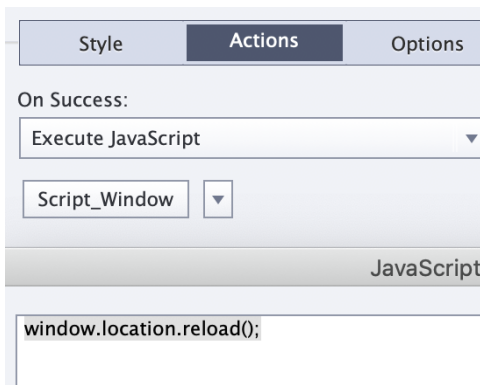 Style Actions Options
On Success:
Execute JavaScript
Script_Window
JavaScript
window.location.reload();